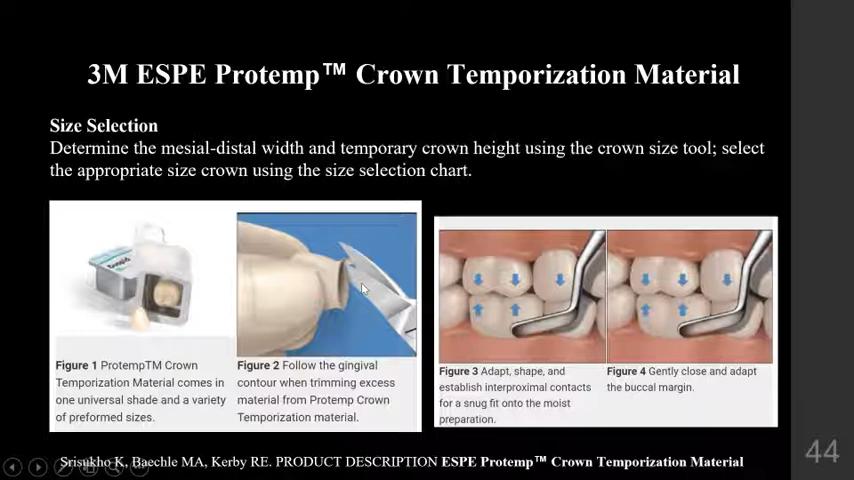 3M ESPE Protemp™ Crown Temporization Material
Size Selection
Determine the mesial-distal width and temporary crown height using the crown size tool; select
the appropriate size crown using the size selection chart.
Figure 1 ProtempTM Crown
Temporization Material comes in
one universal shade and a variety
of preformed sizes.
Figure 2 Follow the gingival
contour when trimming excess
material from Protemp Crown
Temporization material.
Figure 3 Adapt, shape, and
establish interproximal contacts
for a snug fit onto the moist
preparation.
Figure 4 Gently close and adapt
the buccal margin.
Srisukho K, Baechle MA, Kerby RE. PRODUCT DESCRIPTION ESPE Protemp™ Crown Temporization Material
44